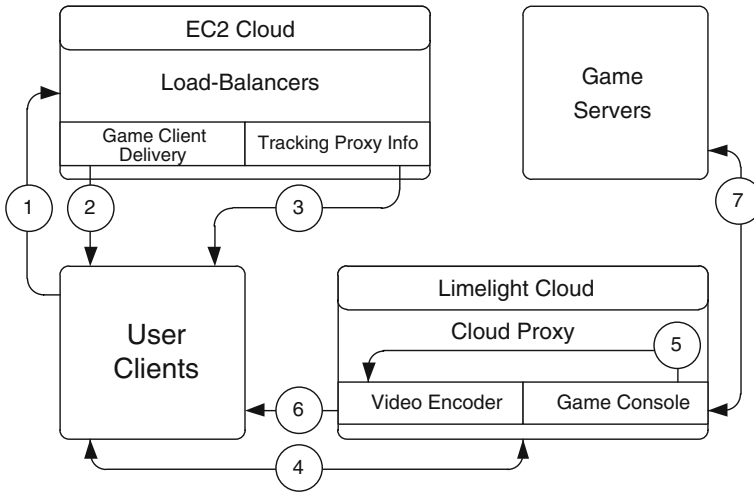 EC2 Cloud
Load-Balancers
Game Client
Delivery
Tracking Proxy Info
Game
Servers
1
2
3
7
User
Clients
Limelight Cloud
Cloud Proxy
5
Video Encoder
Game Console
6
4